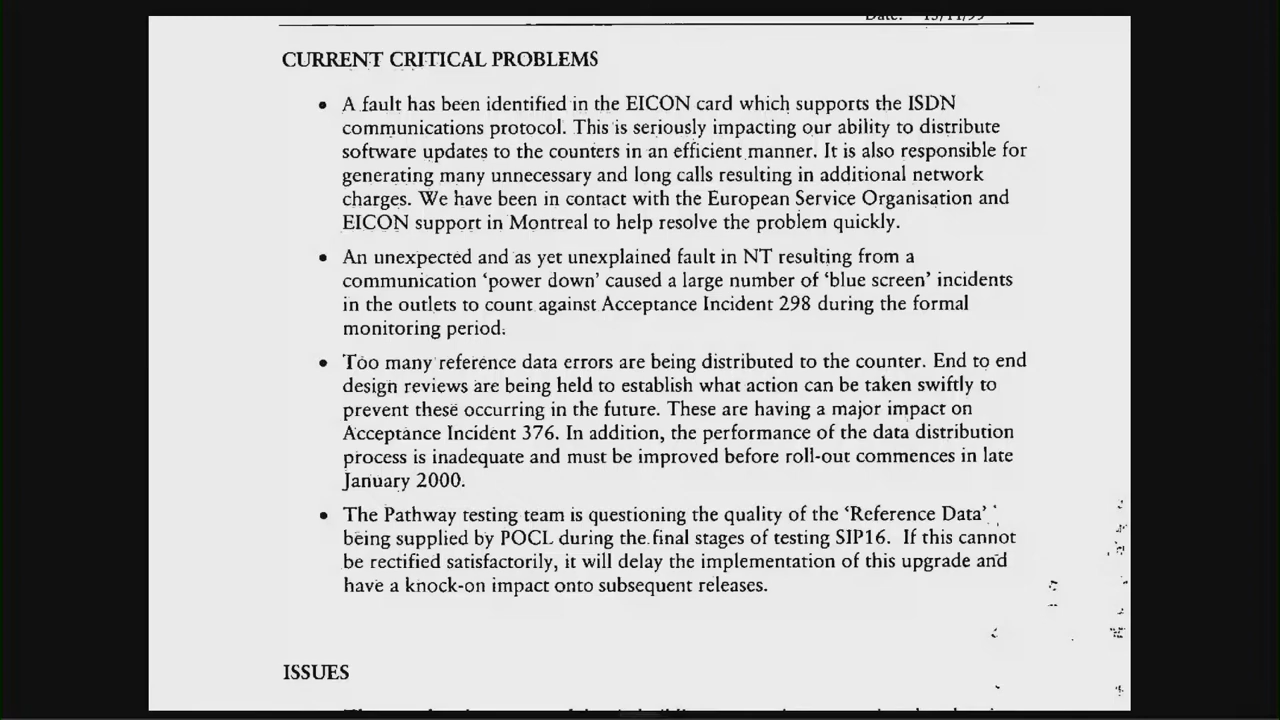 CURRENT CRITICAL PROBLEMS
• A fault has been identified in the EICON card which supports the ISDN
communications protocol. This is seriously impacting our ability to distribute
software updates to the counters in an efficient manner. It is also responsible for
generating many unnecessary and long calls resulting in additional network
charges. We have been in contact with the European Service Organisation and
EICON support in Montreal to help resolve the problem quickly.
• An unexpected and as yet unexplained fault in NT resulting from a
communication ‘power down’ caused a large number of ‘blue screen’ incidents
in the outlets to count against Acceptance Incident 298 during the formal
monitoring period.
• Too many reference data errors are being distributed to the counter. End to end
design reviews are being held to establish what action can be taken swiftly to
prevent these occurring in the future. These are having a major impact on
Acceptance Incident 376. In addition, the performance of the data distribution
process is inadequate and must be improved before roll-out commences in late
January 2000.
• The Pathway testing team is questioning the quality of the ‘Reference Data’
being supplied by POCL during the final stages of testing SIP16. If this cannot
be rectified satisfactorily, it will delay the implementation of this upgrade and
have a knock-on impact onto subsequent releases.
ISSUES